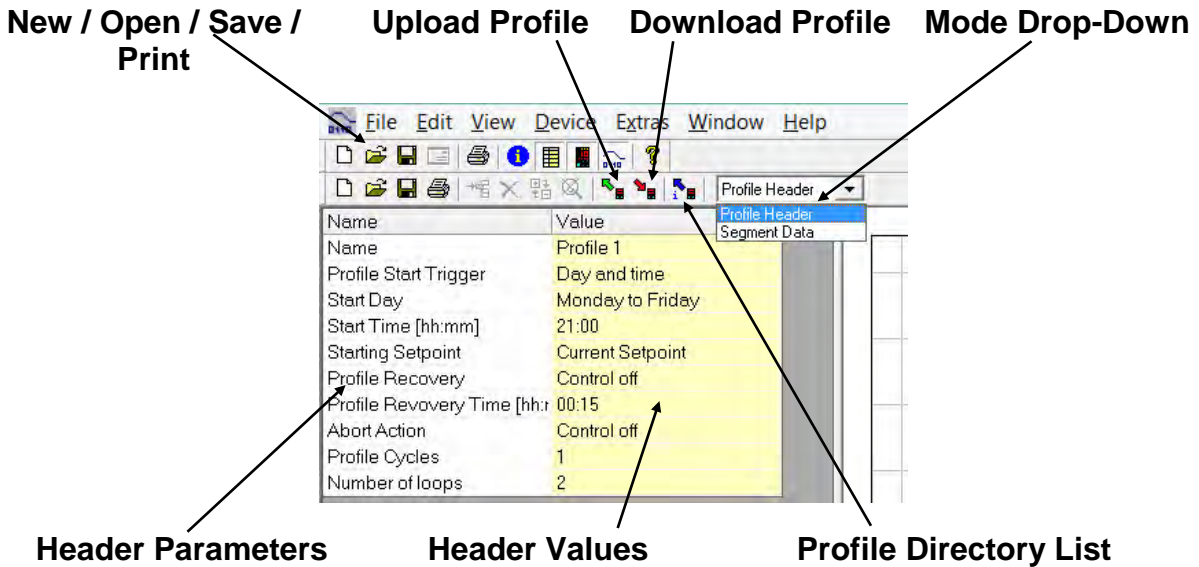 New / Open / Save / Print
Upload Profile
Download Profile
Mode Drop-Down
File Edit View Device Extras Window Help
Profile Header
Profile Header
Segment Data
Name Value
Name Profile 1
Profile Start Trigger Day and time
Start Day Monday to Friday
Start Time [hh:mm] 21:00
Starting Setpoint Current Setpoint
Profile Recovery Control off
Profile Revovery Time [hh:r 00:15
Abort Action Control off
Profile Cycles 1
Number of loops 2
Header Parameters
Header Values
Profile Directory List